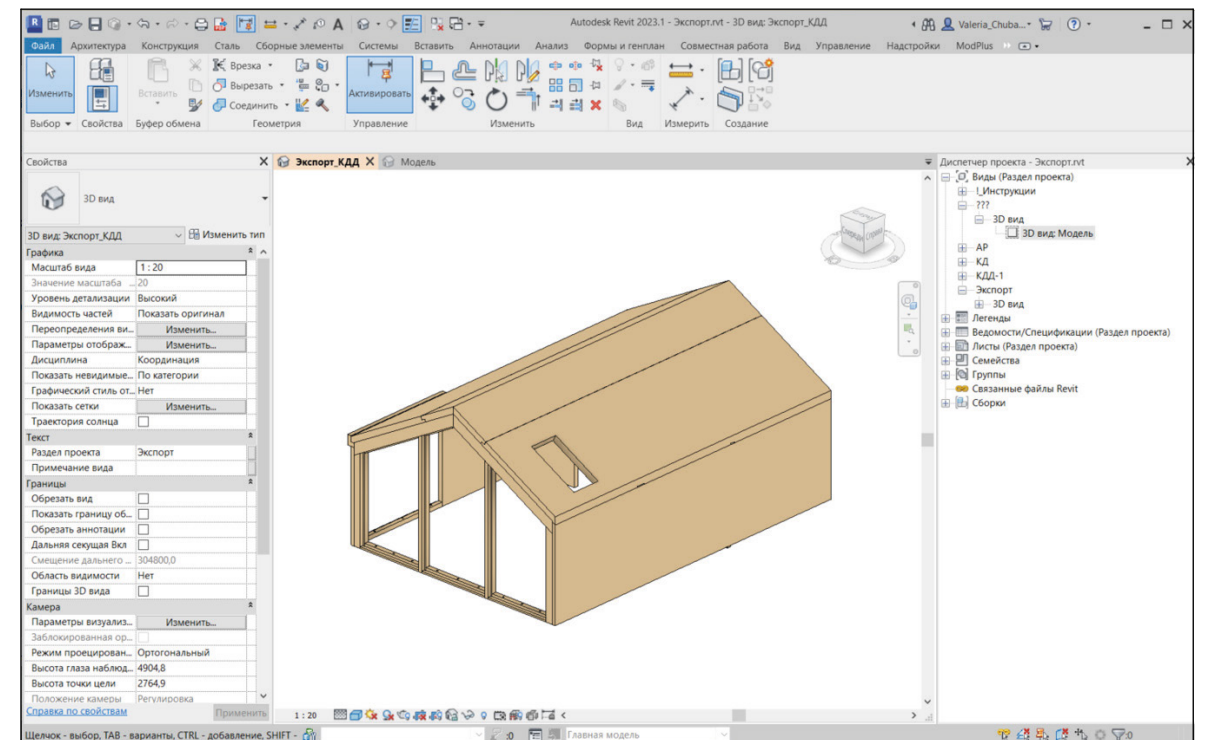 Autodesk Revit 2023.1 - Экспорт.rvt - 3D вид: Экспорт_КДД
Valeria_Chuba...
Файл Архитектура Конструкция Сталь Сборные элементы Системы Вставить Аннотации Анализ Формы и генплан Совместная работа Вид Управление Надстройки ModPlus
Изменить
Вставить
Врезка
Вырезать
Соединить
Активировать
Выбор Свойства Буфер обмена Геометрия Управление Изменить Вид Измерить Создание
Свойства
Экспорт_КДД Модель
3D вид
3D вид: Экспорт_КДД Изменить тип
Графика
Масштаб вида 1 : 20
Значение масштаба ... 20
Уровень детализации Высокий
Видимость частей Показать оригинал
Переопределения ви... Изменить...
Параметры отображ... Изменить...
Дисциплина Координация
Показать невидимые... По категории
Графический стиль от... Нет
Показать сетки Изменить...
Траектория солнца
Текст
Раздел проекта Экспорт
Примечание вида
Границы
Обрезать вид
Показать границу об...
Обрезать аннотации
Дальняя секущая Вкл
Смещение дальнего ... 304800,0
Область видимости Нет
Границы 3D вида
Камера
Параметры визуализ... Изменить...
Заблокированная ор...
Режим проецирован... Ортогональный
Высота глаза наблюд... 4904,8
Высота точки цели 2764,9
Положение камеры Регулировка
Справка по свойствам Применить
Диспетчер проекта - Экспорт.rvt
Виды (Раздел проекта)
!_Инструкции
???
3D вид
3D вид: Модель
АР
КД
КДД-1
Экспорт
3D вид
Легенды
Ведомости/Спецификации (Раздел проекта)
Листы (Раздел проекта)
Семейства
Группы
Связанные файлы Revit
Сборки
1 : 20
Щелчок - выбор, TAB - варианты, CTRL - добавление, SHIFT - :0 Главная модель :0